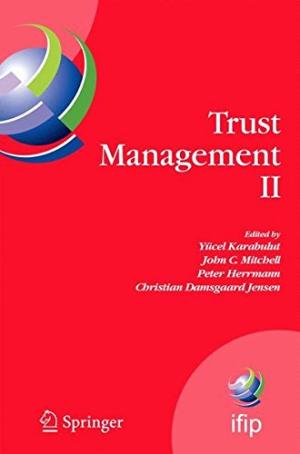 Trust
Management
II
Edited by
Yücel Karabulut
John C. Mitchell
Peter Herrmann
Christian Damsgaard Jensen
Springer
ifip